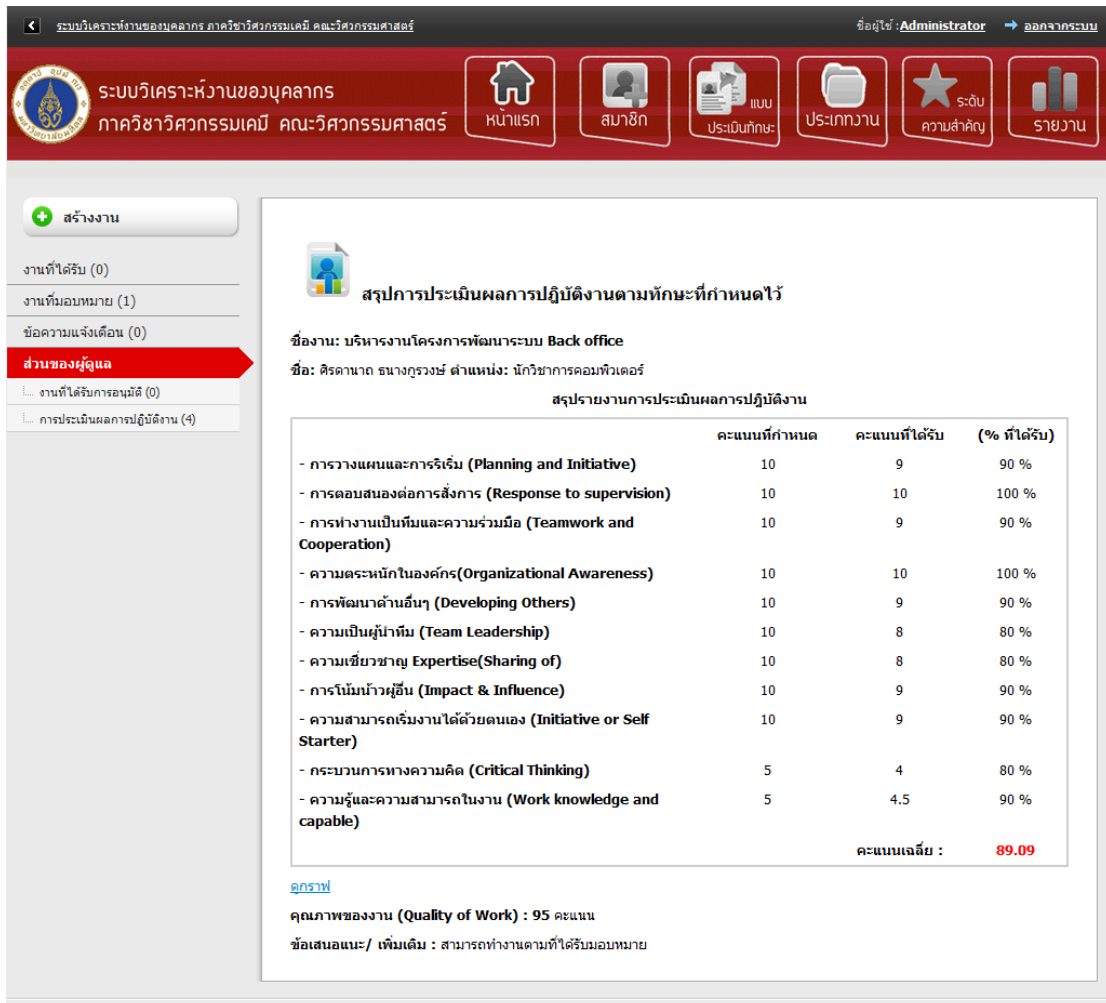 ระบบวิเคราะห์งานของบุคลากร ภาควิชาวิศวกรรมเคมี คณะวิศวกรรมศาสตร์
ชื่อผู้ใช้ :Administrator
ออกจากระบบ
ระบบวิเคราะห์งานของบุคลากร
ภาควิชาวิศวกรรมเคมี คณะวิศวกรรมศาสตร์
หน้าแรก
สมาชิก
แบบ
ประเมินทักษะ
ประเภทงาน
ระดับ
ความสำคัญ
รายงาน
สร้างงาน
งานที่ได้รับ (0)
งานที่มอบหมาย (1)
ข้อความแจ้งเตือน (0)
ส่วนของผู้ดูแล
งานที่ได้รับการอนุมัติ (0)
การประเมินผลการปฏิบัติงาน (4)
สรุปการประเมินผลการปฏิบัติงานตามทักษะที่กำหนดไว้
ชื่องาน: บริหารงานโครงการพัฒนาระบบ Back office
ชื่อ: ศิรดานาถ ธนางกูรวงษ์ ตำแหน่ง: นักวิชาการคอมพิวเตอร์
สรุปรายงานการประเมินผลการปฏิบัติงาน
คะแนนที่กำหนด คะแนนที่ได้รับ (% ที่ได้รับ)
- การวางแผนและการริเริ่ม (Planning and Initiative) 10 9 90 %
- การตอบสนองต่อการสั่งการ (Response to supervision) 10 10 100 %
- การทำงานเป็นทีมและความร่วมมือ (Teamwork and 10 9 90 %
Cooperation)
- ความตระหนักในองค์กร(Organizational Awareness) 10 10 100 %
- การพัฒนาด้านอื่นๆ (Developing Others) 10 9 90 %
- ความเป็นผู้นำทีม (Team Leadership) 10 8 80 %
- ความเชี่ยวชาญ Expertise(Sharing of) 10 8 80 %
- การโน้มน้าวผู้อื่น (Impact & Influence) 10 9 90 %
- ความสามารถเริ่มงานได้ด้วยตนเอง (Initiative or Self 10 9 90 %
Starter)
- กระบวนการทางความคิด (Critical Thinking) 5 4 80 %
- ความรู้และความสามารถในงาน (Work knowledge and 5 4.5 90 %
capable)
คะแนนเฉลี่ย : 89.09
ดูกราฟ
คุณภาพของงาน (Quality of Work) : 95 คะแนน
ข้อเสนอแนะ/ เพิ่มเติม : สามารถทำงานตามที่ได้รับมอบหมาย